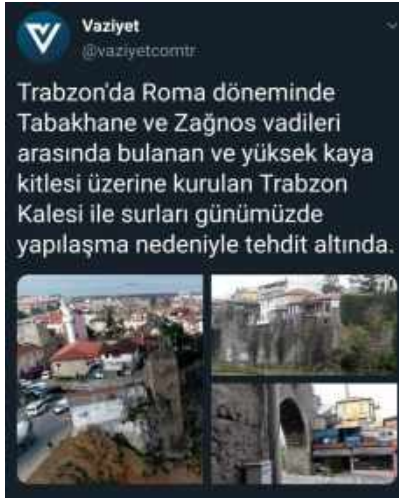 Vaziyet
@vaziyetcomtr
Trabzon'da Roma döneminde
Tabakhane ve Zağnos vadileri
arasında bulanan ve yüksek kaya
kitlesi üzerine kurulan Trabzon
Kalesi ile surları günümüzde
yapılaşma nedeniyle tehdit altında.